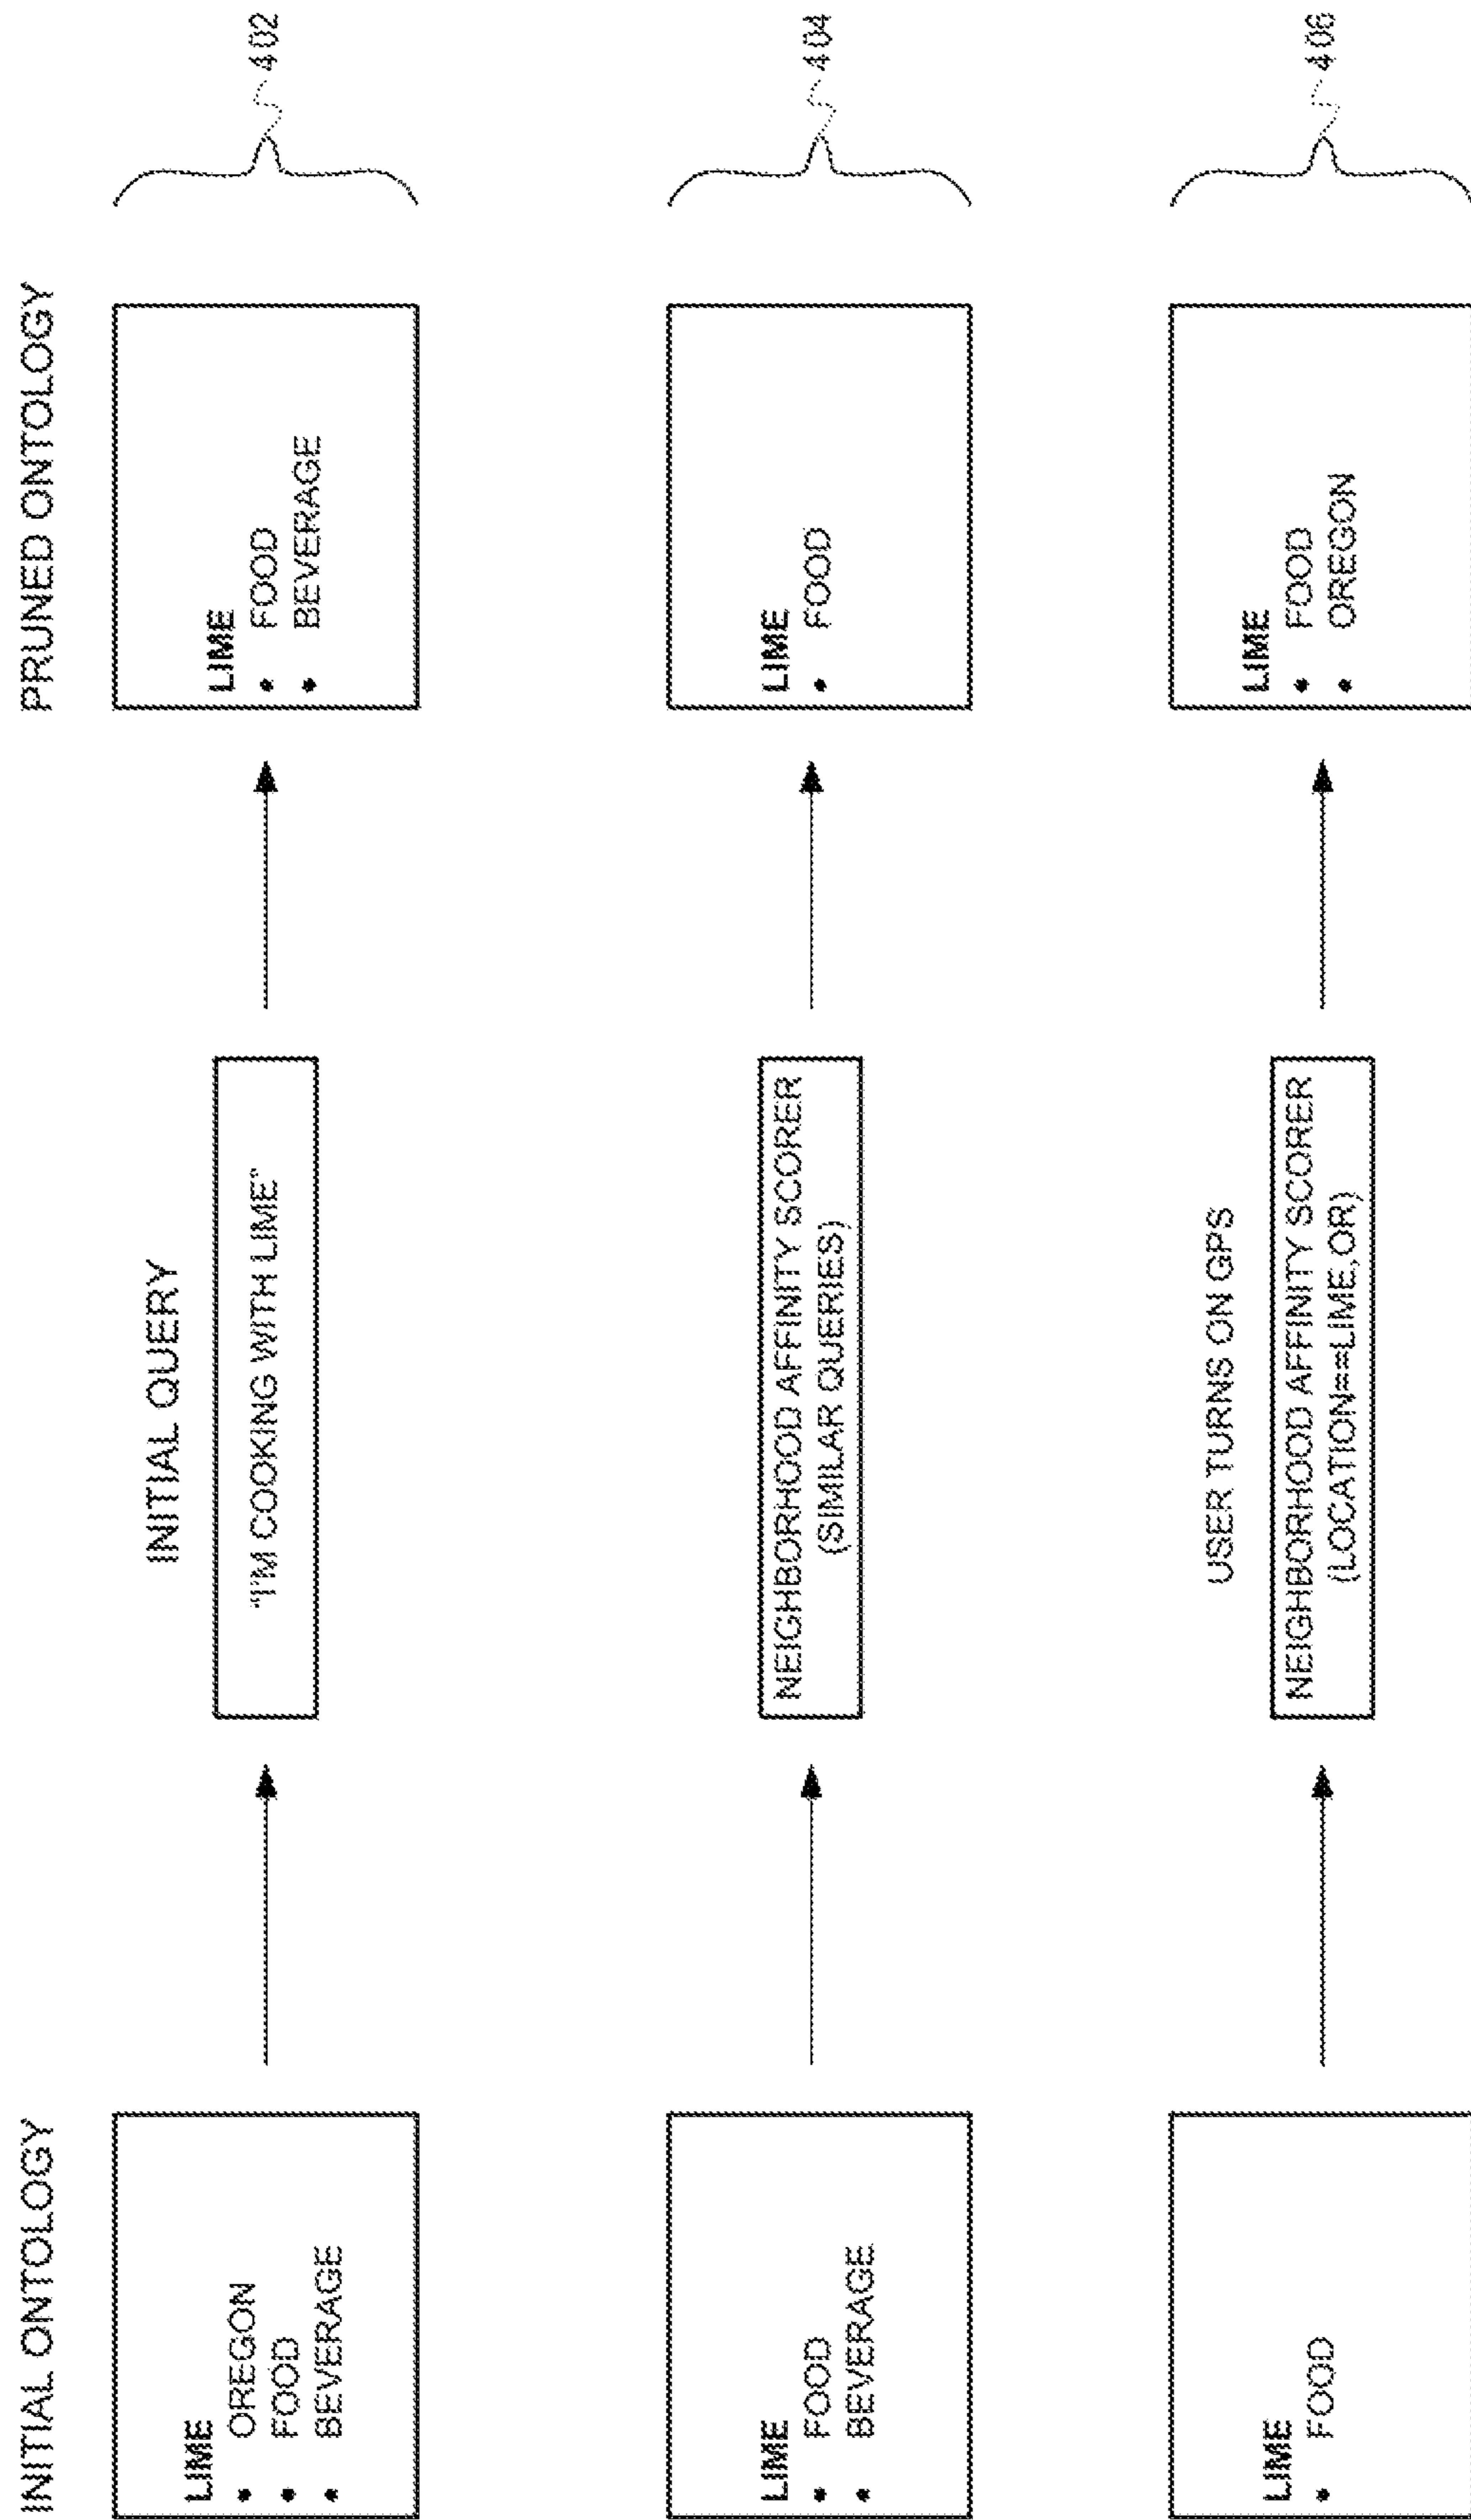 INITIAL ONTOLOGY
PRUNED ONTOLOGY
LIME
• OREGON
• FOOD
• BEVERAGE
INITIAL QUERY
"I'M COOKING WITH LIME"
LIME
• FOOD
• BEVERAGE
402
LIME
• FOOD
• BEVERAGE
NEIGHBORHOOD AFFINITY SCORER
(SIMILAR QUERIES)
LIME
• FOOD
404
LIME
• FOOD
USER TURNS ON GPS
NEIGHBORHOOD AFFINITY SCORER
(LOCATION==LIME,OR)
LIME
• FOOD
• OREGON
406